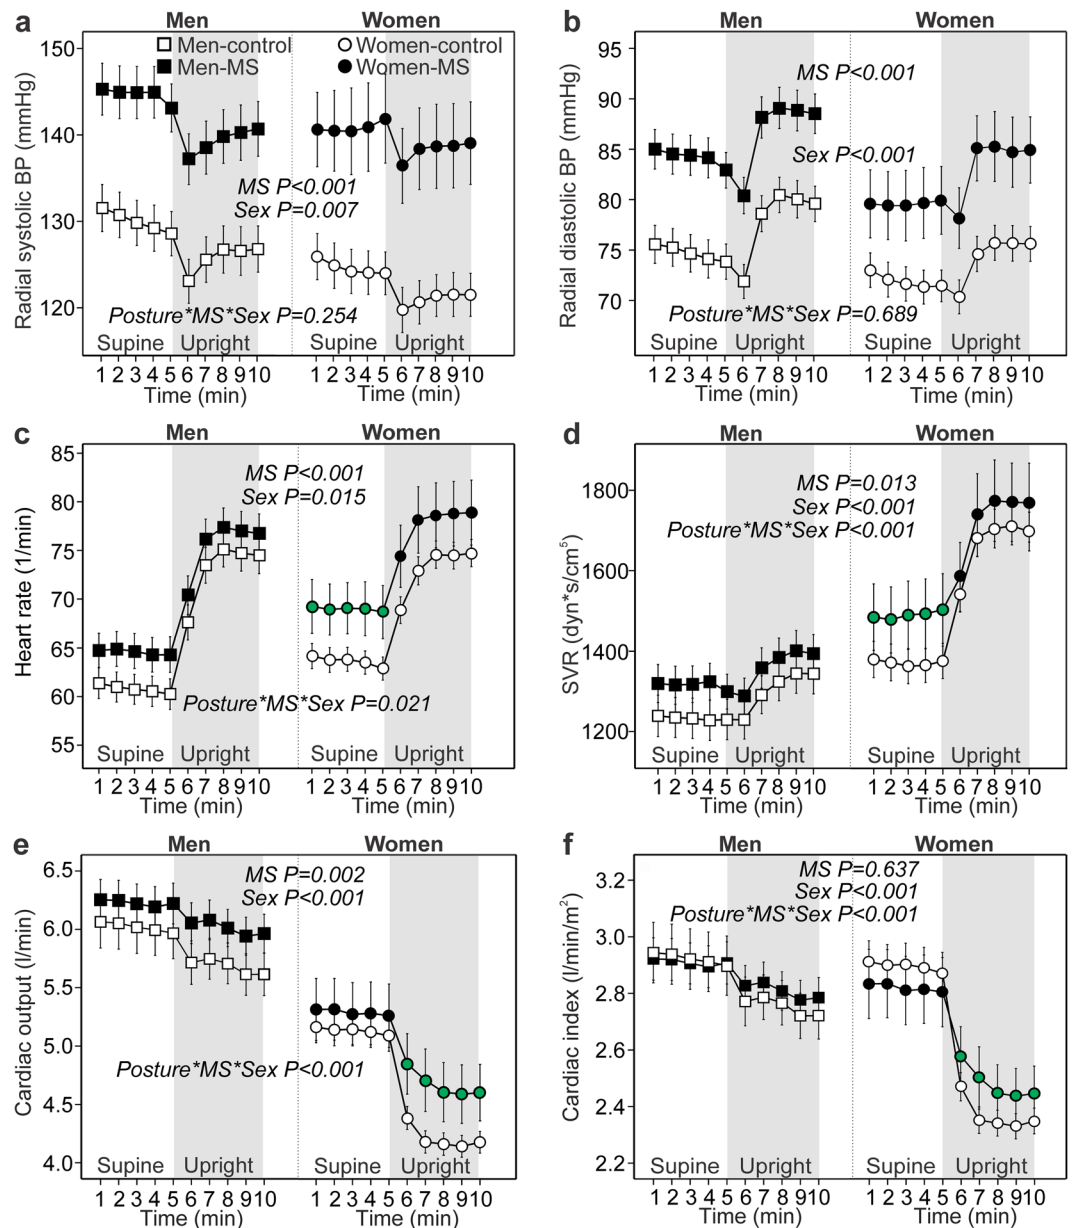 a
Men
Women
Radial systolic BP (mmHg)
150
140
130
120
Men-control
Women-control
Men-MS
Women-MS
MS P<0.001
Sex P=0.007
Posture*MS*Sex P=0.254
Supine
Upright
Supine
Upright
1 2 3 4 5 6 7 8 9 10
1 2 3 4 5 6 7 8 9 10
Time (min)
Time (min)
b
Men
Women
Radial diastolic BP (mmHg)
95
90
85
80
75
70
MS P<0.001
Sex P<0.001
Posture*MS*Sex P=0.689
Supine
Upright
Supine
Upright
1 2 3 4 5 6 7 8 9 10
1 2 3 4 5 6 7 8 9 10
Time (min)
Time (min)
c
Men
Women
Heart rate (1/min)
85
80
75
70
65
60
55
MS P<0.001
Sex P=0.015
Posture*MS*Sex P=0.021
Supine
Upright
Supine
Upright
1 2 3 4 5 6 7 8 9 10
1 2 3 4 5 6 7 8 9 10
Time (min)
Time (min)
d
Men
Women
SVR (dyn*s/cm⁵)
1800
1600
1400
1200
MS P=0.013
Sex P<0.001
Posture*MS*Sex P<0.001
Supine
Upright
Supine
Upright
1 2 3 4 5 6 7 8 9 10
1 2 3 4 5 6 7 8 9 10
Time (min)
Time (min)
e
Men
Women
Cardiac output (l/min)
6.5
6.0
5.5
5.0
4.5
4.0
MS P=0.002
Sex P<0.001
Posture*MS*Sex P<0.001
Supine
Upright
Supine
Upright
1 2 3 4 5 6 7 8 9 10
1 2 3 4 5 6 7 8 9 10
Time (min)
Time (min)
f
Men
Women
Cardiac index (l/min/m²)
3.2
3.0
2.8
2.6
2.4
2.2
MS P=0.637
Sex P<0.001
Posture*MS*Sex P<0.001
Supine
Upright
Supine
Upright
1 2 3 4 5 6 7 8 9 10
1 2 3 4 5 6 7 8 9 10
Time (min)
Time (min)